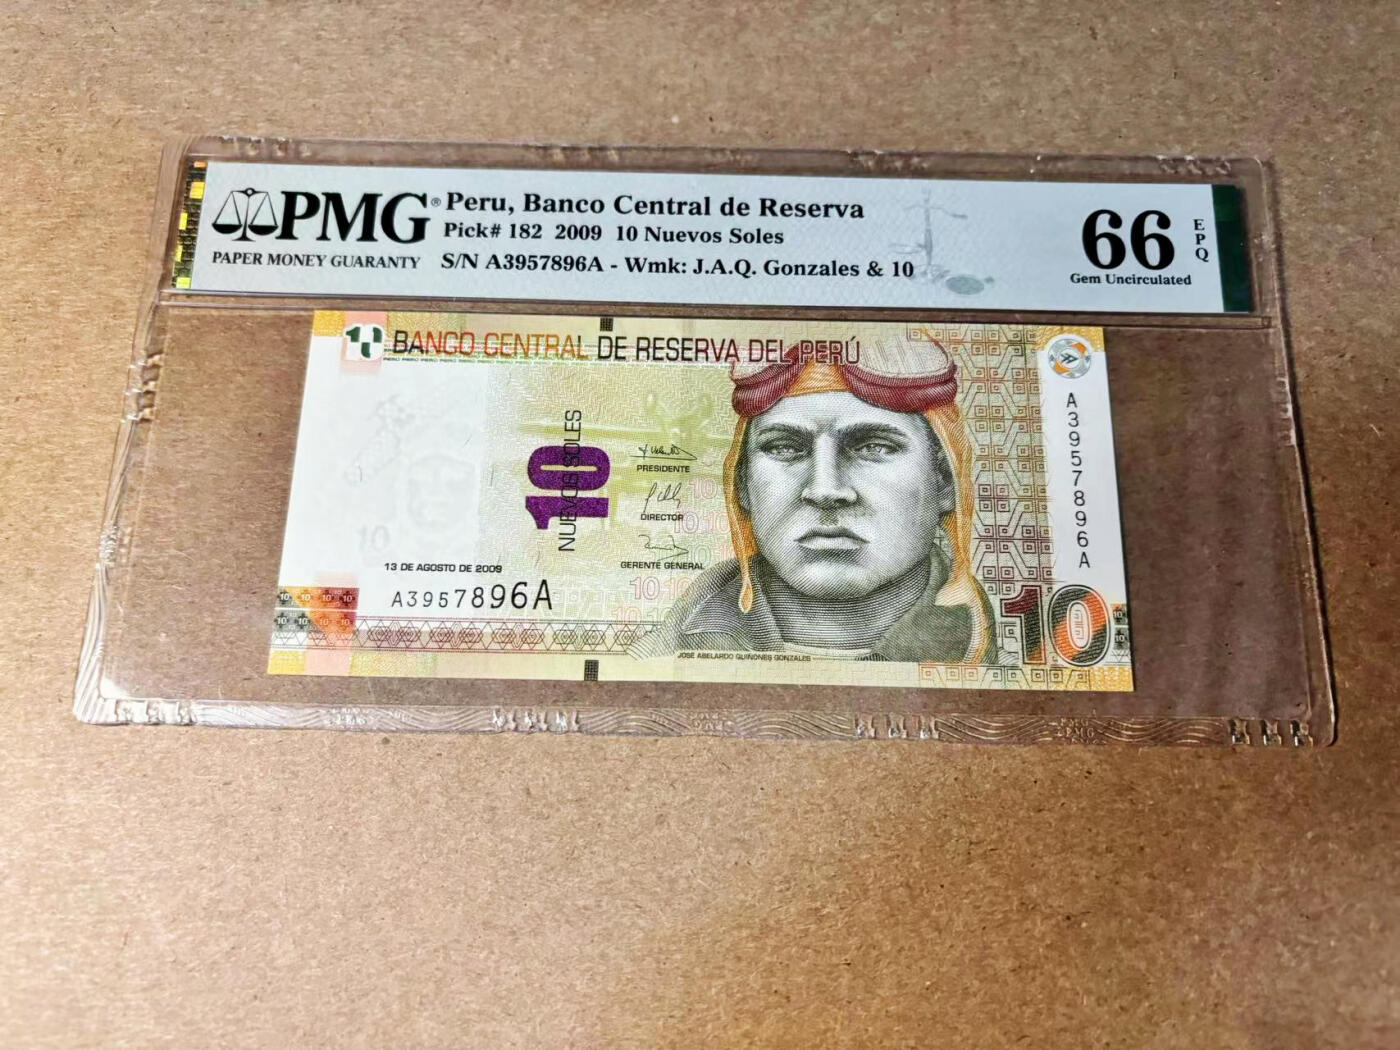 PMG®
PAPER MONEY GUARANTY
Peru, Banco Central de Reserva
Pick# 182 2009 10 Nuevos Soles
S/N A3957896A - Wmk: J.A.Q. Gonzales & 10
66
EPQ
Gem Uncirculated
BANCO CENTRAL DE RESERVA DEL PERÚ
10
NUEVOS SOLES
PRESIDENTE
DIRECTOR
GERENTE GENERAL
10
13 DE AGOSTO DE 2009
A3957896A
A3957896A
JOSE ABELARDO QUIÑONES GONZALES
10